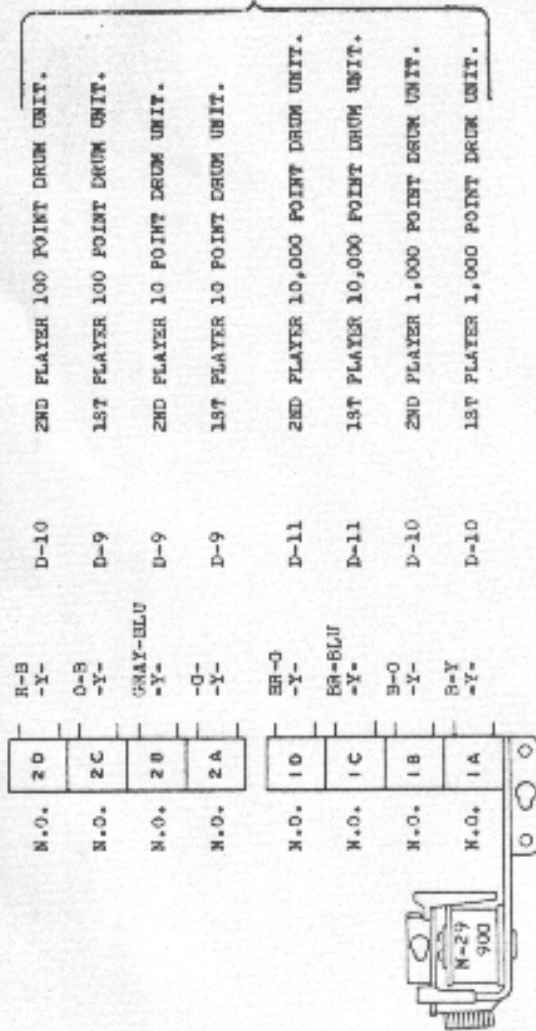 N.O. 2D R-B D-10 2ND PLAYER 100 POINT DRUM UNIT.
-Y-
N.O. 2C O-B D-9 1ST PLAYER 100 POINT DRUM UNIT.
-Y-
N.O. 2B GRAY-BLU D-9 2ND PLAYER 10 POINT DRUM UNIT.
-Y-
N.O. 2A -O- D-9 1ST PLAYER 10 POINT DRUM UNIT.
-Y-
N.O. 1D BR-O D-11 2ND PLAYER 10,000 POINT DRUM UNIT.
-Y-
N.O. 1C BR-BLU D-11 1ST PLAYER 10,000 POINT DRUM UNIT.
-Y-
N.O. 1B B-O D-10 2ND PLAYER 1,000 POINT DRUM UNIT.
-Y-
N.O. 1A B-Y D-10 1ST PLAYER 1,000 POINT DRUM UNIT.
-Y-
M-29
900